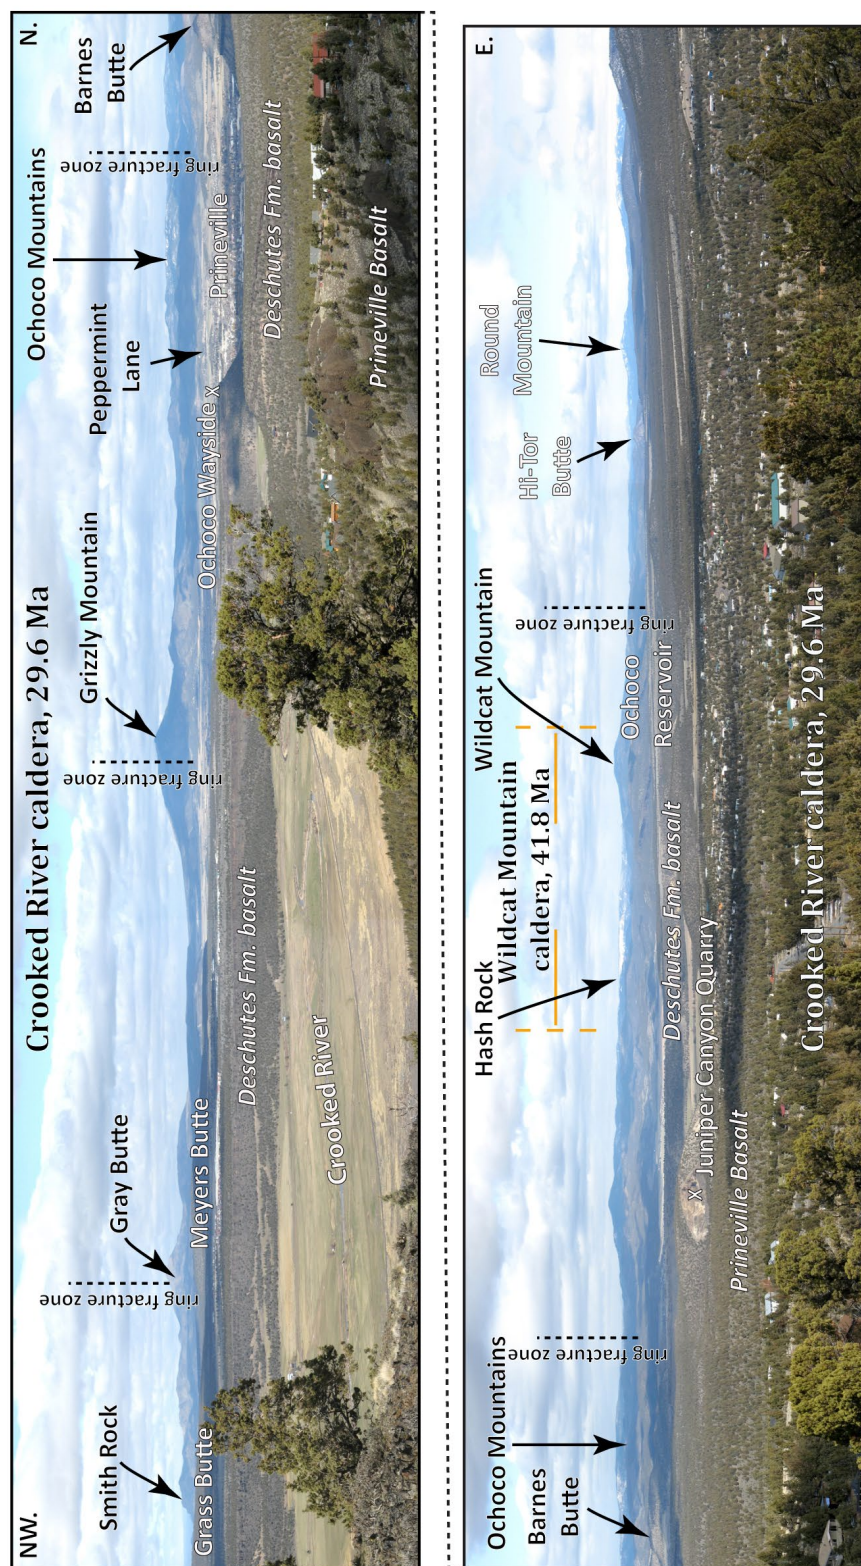 NW.
Crooked River caldera, 29.6 Ma
N.
Smith Rock
Gray Butte
Grizzly Mountain
Ochoco Mountains
Peppermint
Lane
Barnes
Butte
ring fracture zone
ring fracture zone
ring fracture zone
Grass Butte
Meyers Butte
Ochoco Wayside x
Prineville
Deschutes Fm. basalt
Deschutes Fm. basalt
Crooked River
Prineville Basalt
E.
Ochoco Mountains
Barnes
Butte
Hash Rock
Wildcat Mountain
caldera, 41.8 Ma
Wildcat Mountain
Hi-Tor
Butte
Round
Mountain
ring fracture zone
ring fracture zone
Ochoco
Reservoir
Deschutes Fm. basalt
x Juniper Canyon Quarry
Prineville Basalt
Crooked River caldera, 29.6 Ma